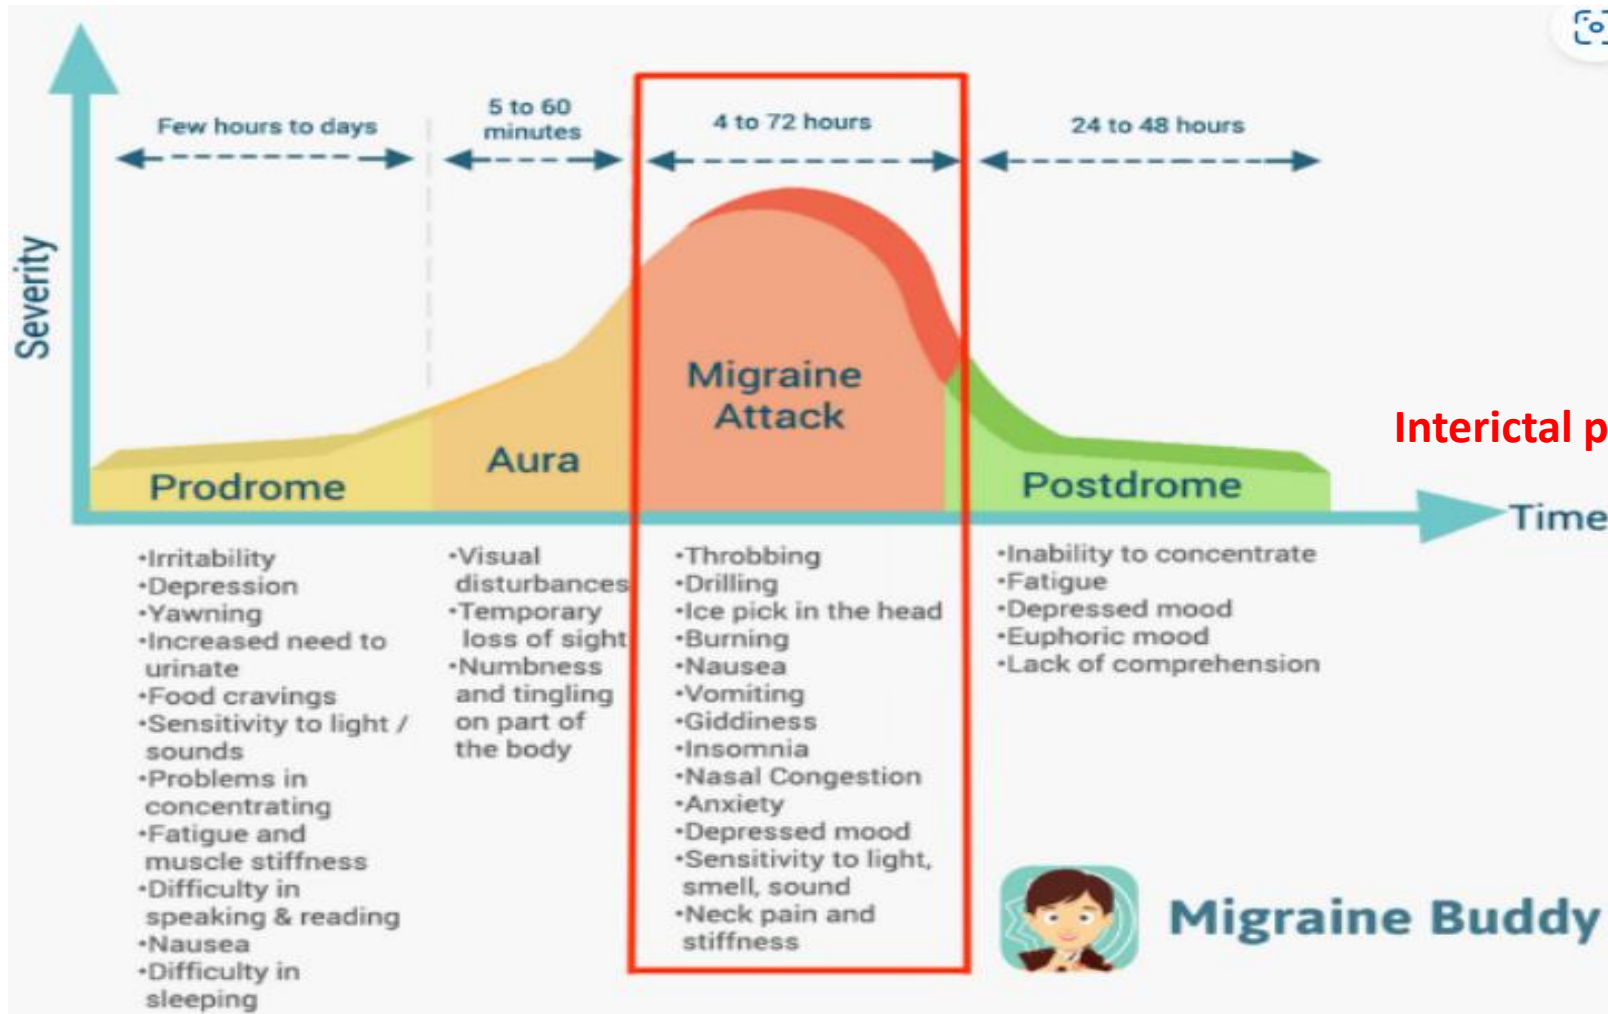 Few hours to days
5 to 60
minutes
4 to 72 hours
24 to 48 hours
Severity
Migraine
Attack
Aura
Prodrome
Postdrome
Interictal p
Time
•Irritability
•Depression
•Yawning
•Increased need to
urinate
•Food cravings
•Sensitivity to light /
sounds
•Problems in
concentrating
•Fatigue and
muscle stiffness
•Difficulty in
speaking & reading
•Nausea
•Difficulty in
sleeping
•Visual
disturbances
•Temporary
loss of sight
•Numbness
and tingling
on part of
the body
•Throbbing
•Drilling
•Ice pick in the head
•Burning
•Nausea
•Vomiting
•Giddiness
•Insomnia
•Nasal Congestion
•Anxiety
•Depressed mood
•Sensitivity to light,
smell, sound
•Neck pain and
stiffness
•Inability to concentrate
•Fatigue
•Depressed mood
•Euphoric mood
•Lack of comprehension
Migraine Buddy